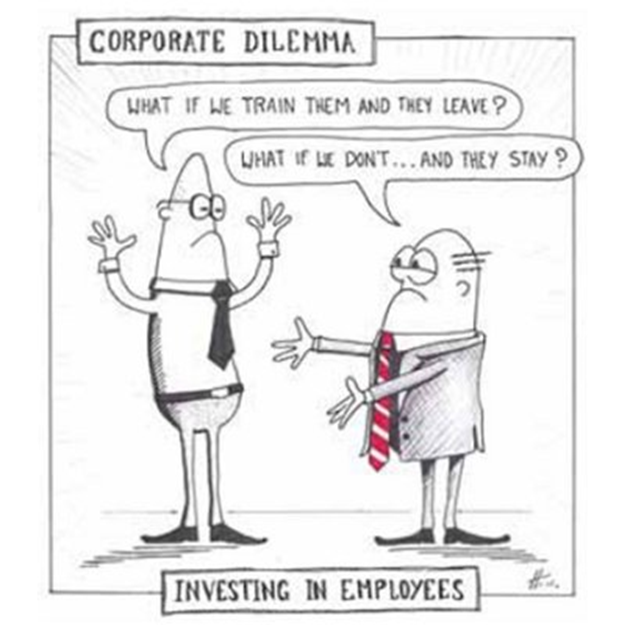 CORPORATE DILEMMA
WHAT IF WE TRAIN THEM AND THEY LEAVE?
WHAT IF WE DON'T...AND THEY STAY?
INVESTING IN EMPLOYEES